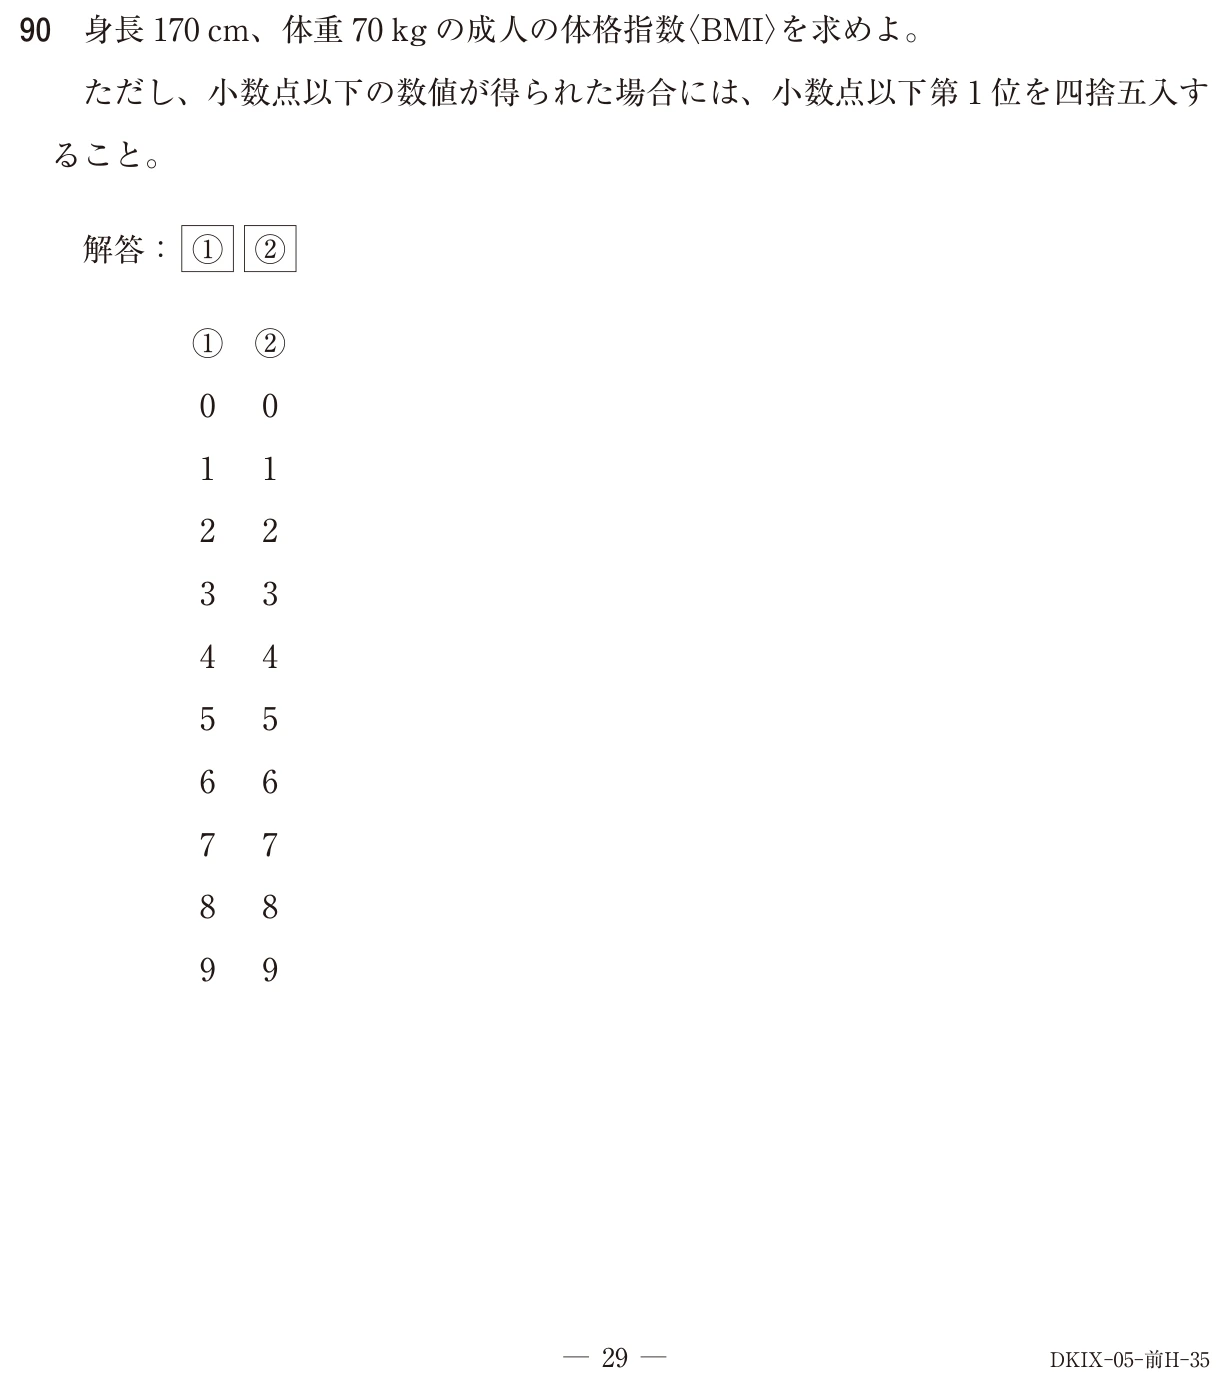 90 身長 170 cm、体重 70 kg の成人の体格指数〈BMI〉を求めよ。
ただし、小数点以下の数値が得られた場合には、小数点以下第 1 位を四捨五入す
ること。
解答：① ②
① ②
0 0
1 1
2 2
3 3
4 4
5 5
6 6
7 7
8 8
9 9
— 29 —
DKIX-05-前H-35